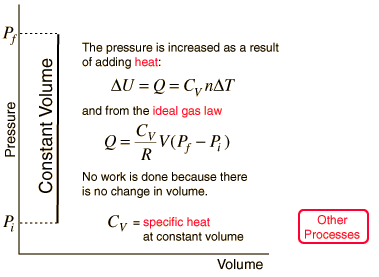 P_f
The pressure is increased as a result
of adding heat:
ΔU = Q = C_V nΔT
and from the ideal gas law
Q = C_V/R V(P_f − P_i)
No work is done because there
is no change in volume.
C_V = specific heat
at constant volume
Constant Volume
Pressure
P_i
Volume
Other
Processes